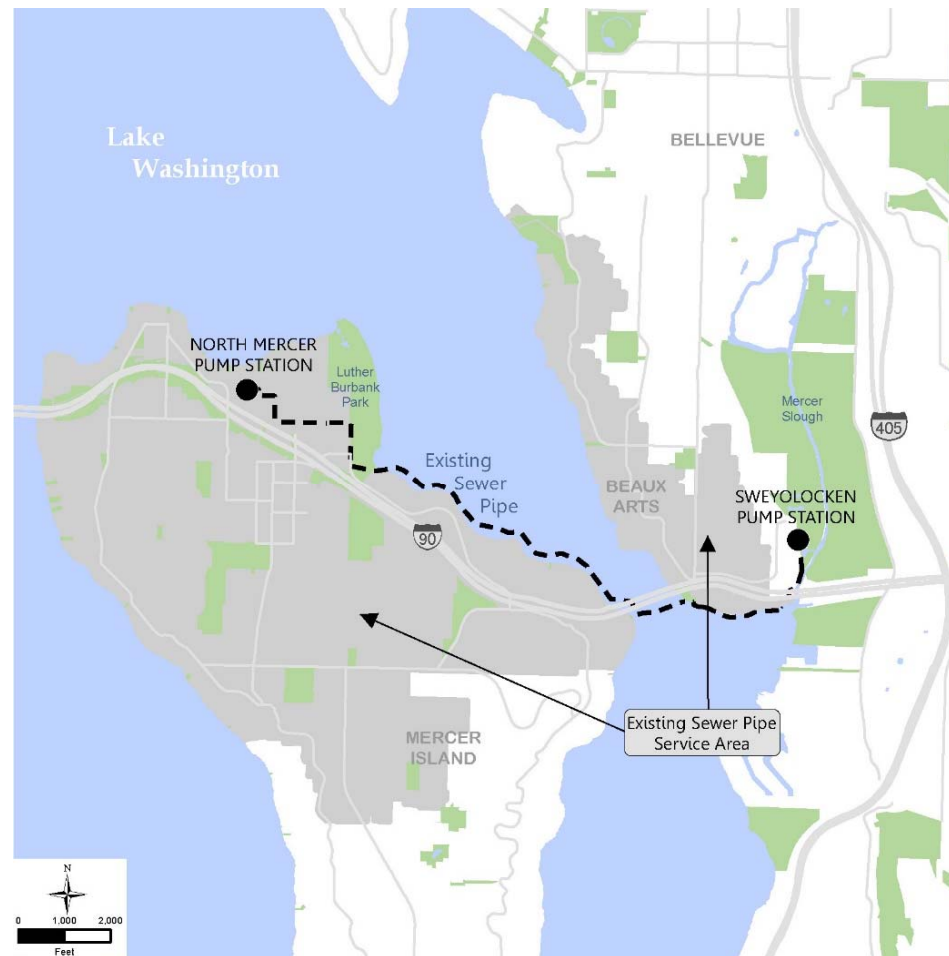 Lake
Washington
BELLEVUE
NORTH MERCER
PUMP STATION
Luther
Burbank
Park
Mercer
Slough
405
Existing
Sewer
Pipe
BEAUX
ARTS
SWEYOLOCKEN
PUMP STATION
90
Existing Sewer Pipe
Service Area
MERCER
ISLAND
N
0 1,000 2,000
Feet